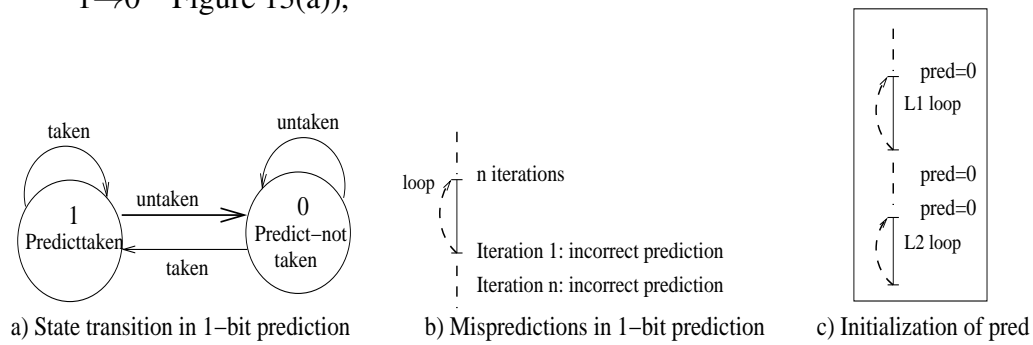 1→0 Figure 15(a)),
taken
untaken
untaken
1
Predicttaken
0
Predict−not
taken
taken
a) State transition in 1−bit prediction
loop
n iterations
Iteration 1: incorrect prediction
Iteration n: incorrect prediction
b) Mispredictions in 1−bit prediction
pred=0
L1 loop
pred=0
pred=0
L2 loop
c) Initialization of pred